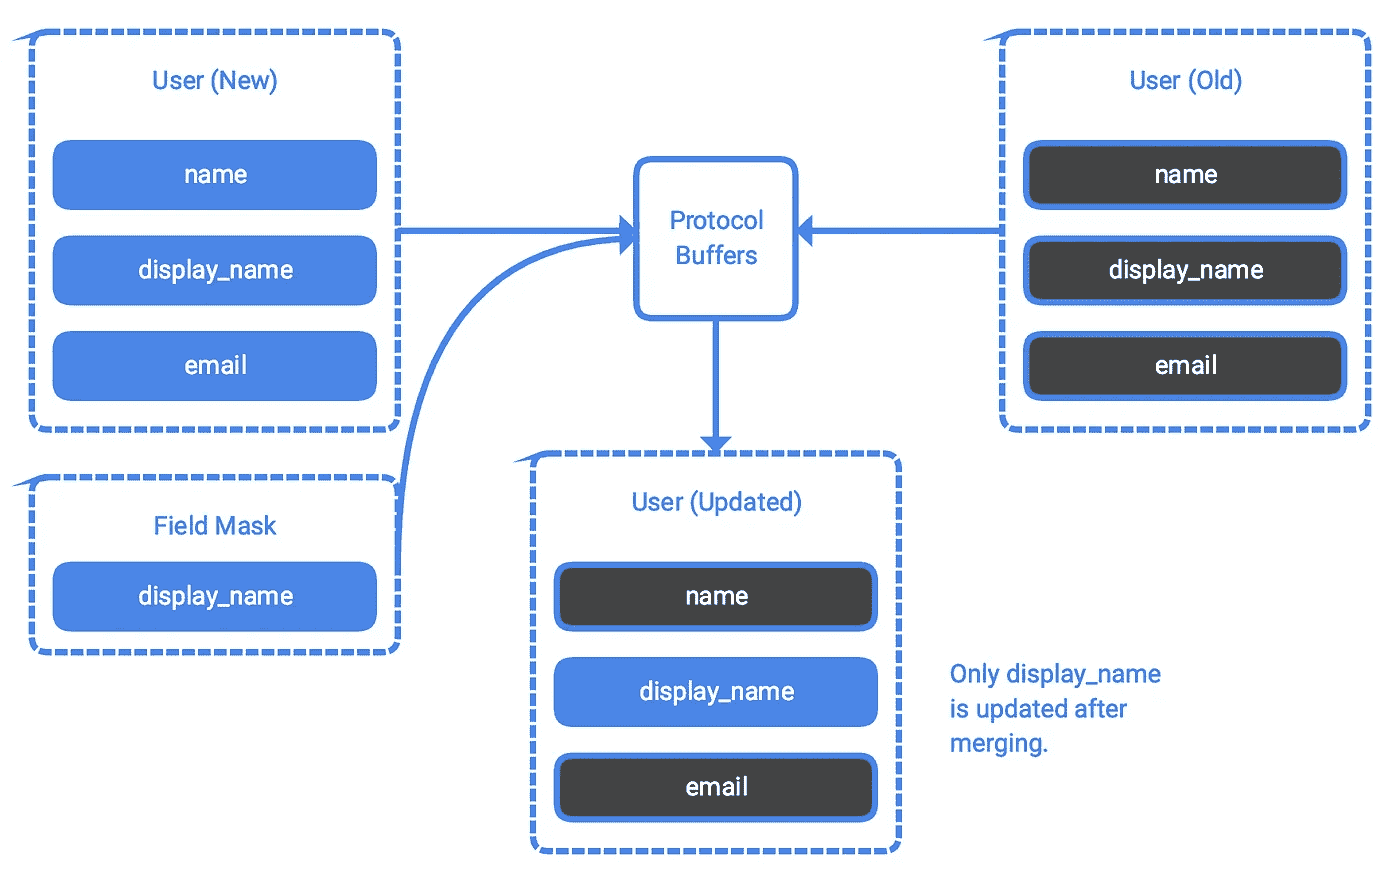 User (New)
name
display_name
email
Field Mask
display_name
Protocol
Buffers
User (Old)
name
display_name
email
User (Updated)
name
display_name
email
Only display_name
is updated after
merging.